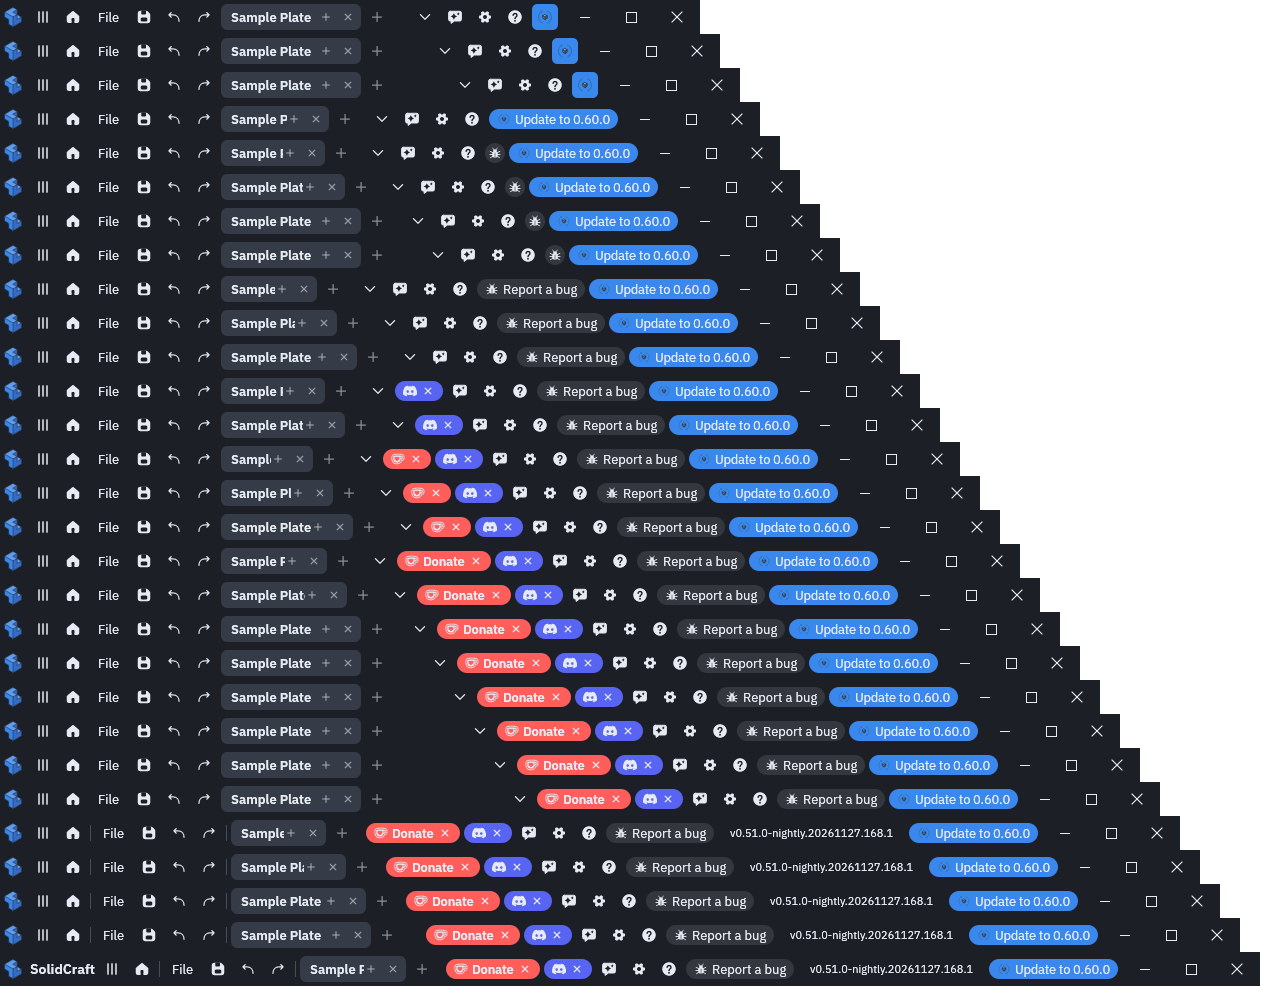 File Sample Plate
File Sample Plate
File Sample Plate
File Sample P Update to 0.60.0
File Sample Update to 0.60.0
File Sample Plat Update to 0.60.0
File Sample Plate Update to 0.60.0
File Sample Plate Update to 0.60.0
File Sample Report a bug Update to 0.60.0
File Sample Pla Report a bug Update to 0.60.0
File Sample Plate Report a bug Update to 0.60.0
File Sample Report a bug Update to 0.60.0
File Sample Plat Report a bug Update to 0.60.0
File Sampl Report a bug Update to 0.60.0
File Sample Pl Report a bug Update to 0.60.0
File Sample Plate Report a bug Update to 0.60.0
File Sample P Donate Report a bug Update to 0.60.0
File Sample Plat Donate Report a bug Update to 0.60.0
File Sample Plate Donate Report a bug Update to 0.60.0
File Sample Plate Donate Report a bug Update to 0.60.0
File Sample Plate Donate Report a bug Update to 0.60.0
File Sample Plate Donate Report a bug Update to 0.60.0
File Sample Plate Donate Report a bug Update to 0.60.0
File Sample Plate Donate Report a bug Update to 0.60.0
File Sample Donate Report a bug v0.51.0-nightly.20261127.168.1 Update to 0.60.0
File Sample Pla Donate Report a bug v0.51.0-nightly.20261127.168.1 Update to 0.60.0
File Sample Plate Donate Report a bug v0.51.0-nightly.20261127.168.1 Update to 0.60.0
File Sample Plate Donate Report a bug v0.51.0-nightly.20261127.168.1 Update to 0.60.0
SolidCraft File Sample P Donate Report a bug v0.51.0-nightly.20261127.168.1 Update to 0.60.0